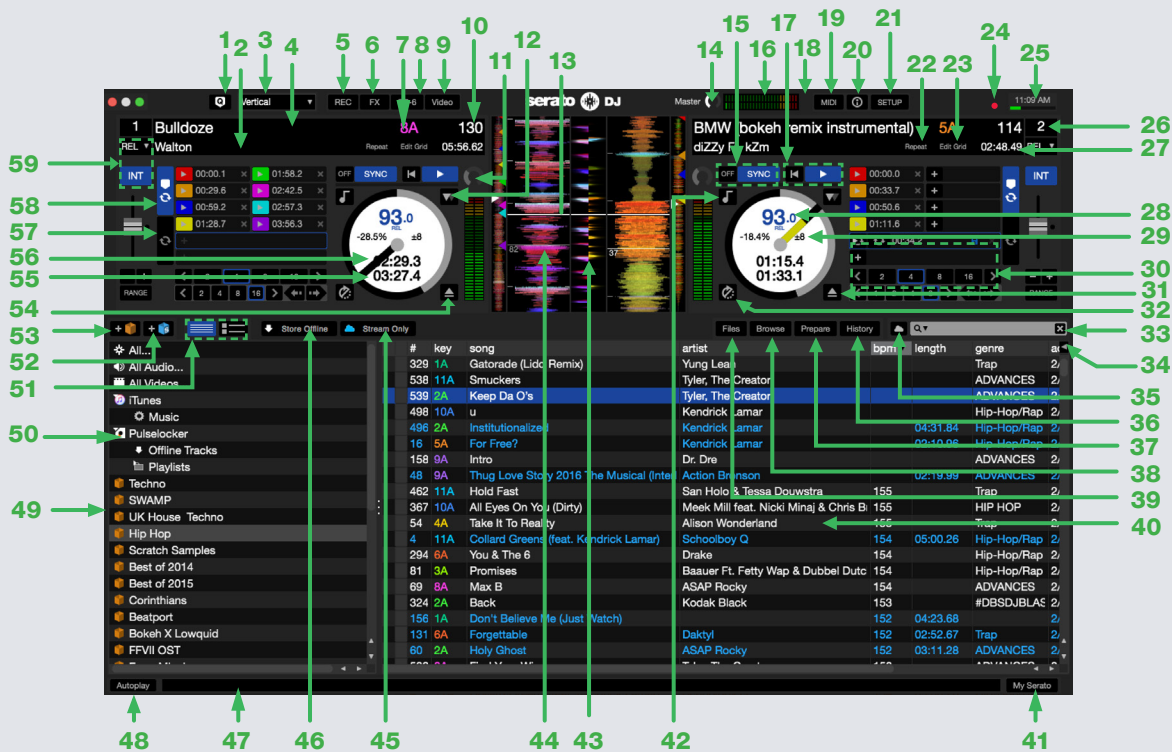 1 2 3 4 5 6 7 8 9 10 11 12 13 14 15 16 17 18 19 20 21 22 23 24 25
Vertical REC FX Video serato DJ Master MIDI SETUP 11:09 AM
1 Bulldoze 8A 130
REL Walton Repeat Edit Grid 05:56.62
BMW (bokeh remix instrumental) 5A 114 2
diZZy kZm Repeat Edit Grid 02:48.49 REL
26
27
59
58
57
56
55
54
53
52
51
50
49
INT
00:00.1 01:58.2
00:29.6 02:42.5
00:59.2 02:57.3
01:28.7 03:56.3
OFF SYNC
93.0
REL
-28.5% ±8
02:29.3
03:27.4
RANGE
2 4 8 16
82
37
OFF SYNC
93.0
REL
-18.4% ±8
01:15.4
01:33.1
00:00.0
00:33.7
00:50.6
01:11.6
00:34.2
INT
2 4 8 16
28
29
30
31
32
33
34
35
36
37
38
39
40
Store Offline Stream Only Files Browse Prepare History
All...
All Audio...
All Videos
iTunes
Music
Pulselocker
Offline Tracks
Playlists
Techno
SWAMP
UK House Techno
Hip Hop
Scratch Samples
Best of 2014
Best of 2015
Corinthians
Beatport
Bokeh X Lowquid
FFVII OST
# key song artist bpm length genre
329 1A Gatorade (Lido Remix) Yung Lean Trap
538 11A Smuckers Tyler, The Creator ADVANCES
539 2A Keep Da O's Tyler, The Creator ADVANCES
498 10A u Kendrick Lamar Hip-Hop/Rap
496 2A Institutionalized Kendrick Lamar 04:31.84 Hip-Hop/Rap
16 5A For Free? Kendrick Lamar 02:10.96 Hip-Hop/Rap
158 9A Intro Dr. Dre ADVANCES
48 9A Thug Love Story 2016 The Musical (Inte Action Bronson 02:19.99 ADVANCES
462 11A Hold Fast San Holo & Tessa Douwstra 155 Trap
367 10A All Eyes On You (Dirty) Meek Mill feat. Nicki Minaj & Chris Br 155 HIP HOP
54 4A Take It To Reality Alison Wonderland 155 Trap
4 11A Collard Greens (feat. Kendrick Lamar) Schoolboy Q 154 05:00.26 Hip-Hop/Rap
294 6A You & The 6 Drake 154 Hip-Hop/Rap
81 3A Promises Baauer Ft. Fetty Wap & Dubbel Dutc 154 Hip-Hop/Rap
69 8A Max B ASAP Rocky 154 ADVANCES
324 2A Back Kodak Black 153 #DBSDJBLAS
156 1A Don't Believe Me (Just Watch) 152 04:23.68
131 6A Forgettable Daktyl 152 02:52.67 Trap
60 2A Holy Ghost ASAP Rocky 152 03:11.28 ADVANCES
Autoplay My Serato
48 47 46 45 44 43 42 41